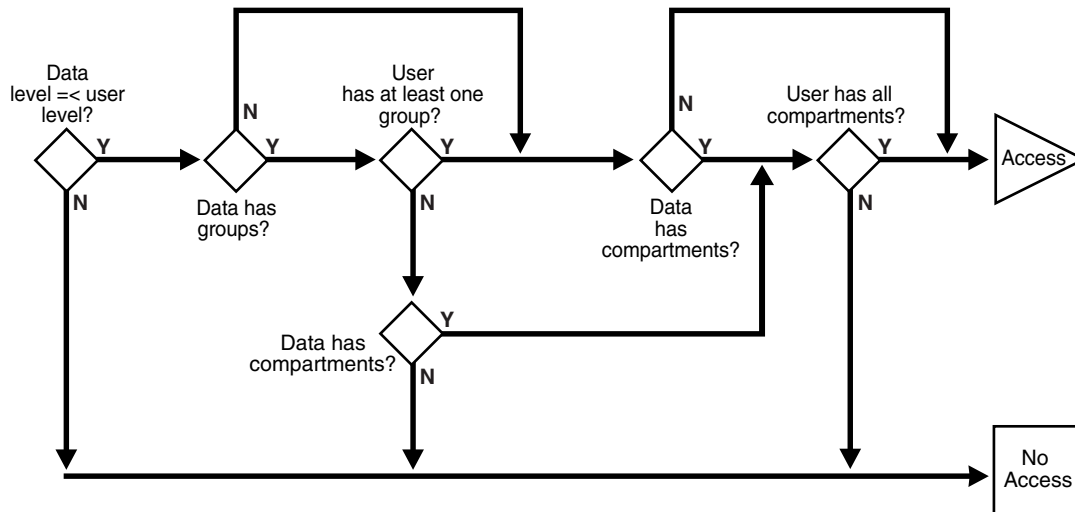 Data
level =< user
level?
Y
N
N
Y
Data has
groups?
User
has at least one
group?
Y
N
Data has
compartments?
Y
N
N
Y
Data
has
compartments?
User has all
compartments?
Y
N
Access
No
Access